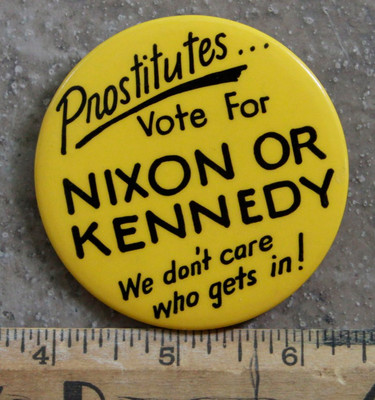 Prostitutes...
Vote For
NIXON OR
KENNEDY
We don't care
who gets in!
4 5 6